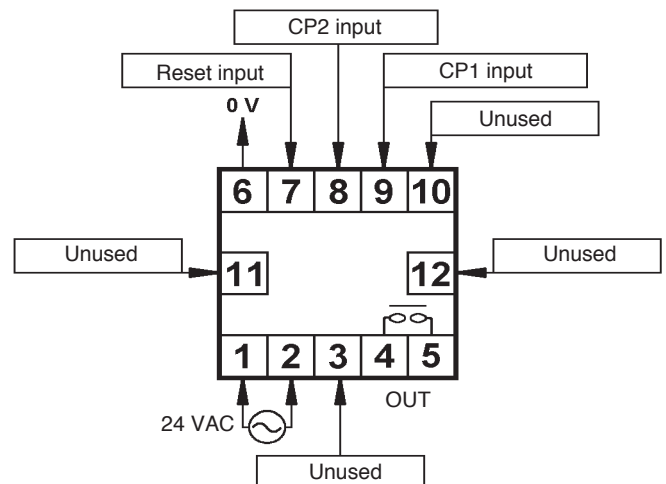 CP2 input
Reset input
CP1 input
0 V
Unused
6 7 8 9 10
Unused
11
12
Unused
1 2 3 4 5
OUT
24 VAC
Unused